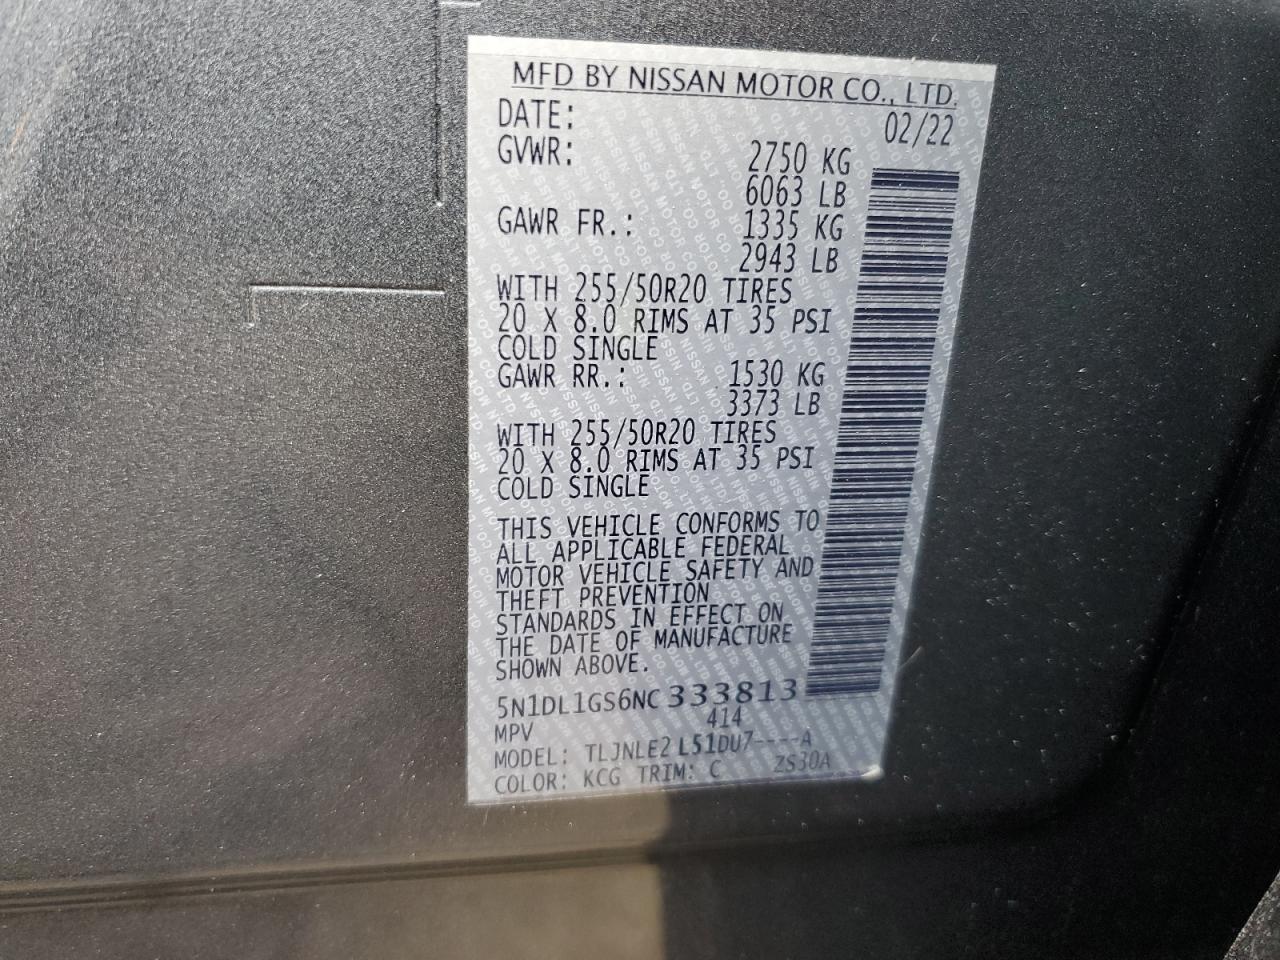 MFD BY NISSAN MOTOR CO., LTD.
DATE: 02/22
GVWR: 2750 KG
6063 LB
GAWR FR.: 1335 KG
2943 LB
WITH 255/50R20 TIRES
20 X 8.0 RIMS AT 35 PSI
COLD SINGLE
GAWR RR.: 1530 KG
3373 LB
WITH 255/50R20 TIRES
20 X 8.0 RIMS AT 35 PSI
COLD SINGLE
THIS VEHICLE CONFORMS TO
ALL APPLICABLE FEDERAL
MOTOR VEHICLE SAFETY AND
THEFT PREVENTION
STANDARDS IN EFFECT ON
THE DATE OF MANUFACTURE
SHOWN ABOVE.
5N1DL1GS6NC 333813
MPV 414
MODEL: TLJNLE2 L51DU7----A
COLOR: KCG TRIM: C ZS30A